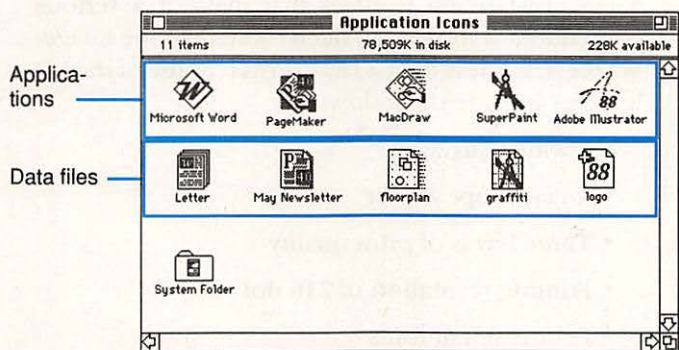 Application Icons
11 items 78,509K in disk 228K available
Applica-
tions
Microsoft Word PageMaker MacDraw SuperPaint Adobe Illustrator
Data files
Letter May Newsletter floorplan graffiti logo
System Folder